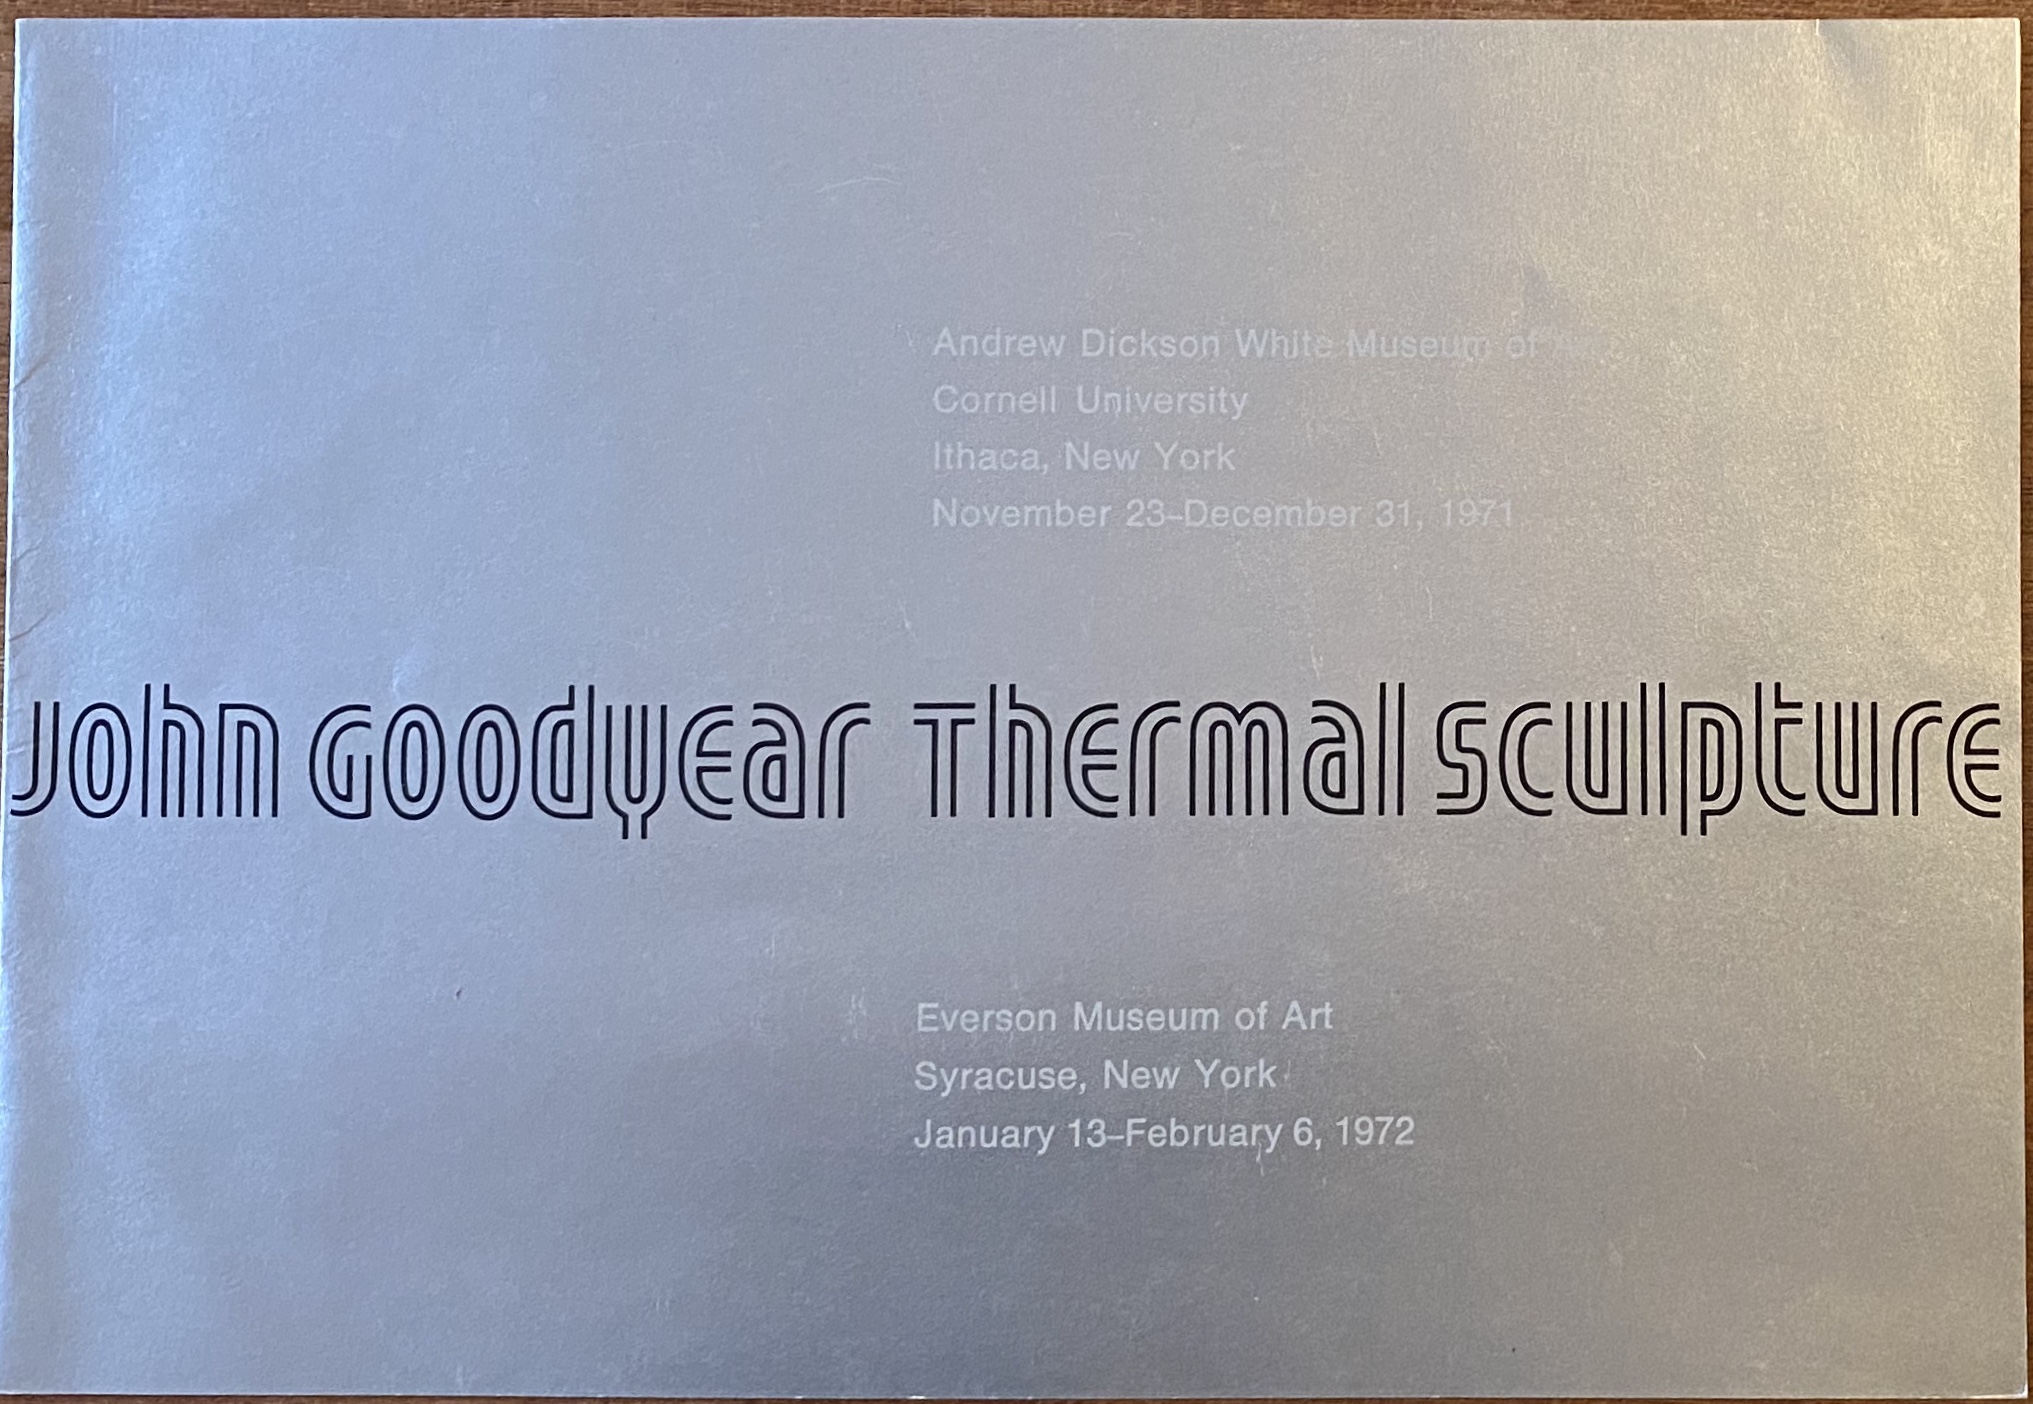 Andrew Dickson White Museum of
Cornell University
Ithaca, New York
November 23–December 31, 1971
John Goodyear Thermal Sculpture
Everson Museum of Art
Syracuse, New York
January 13–February 6, 1972